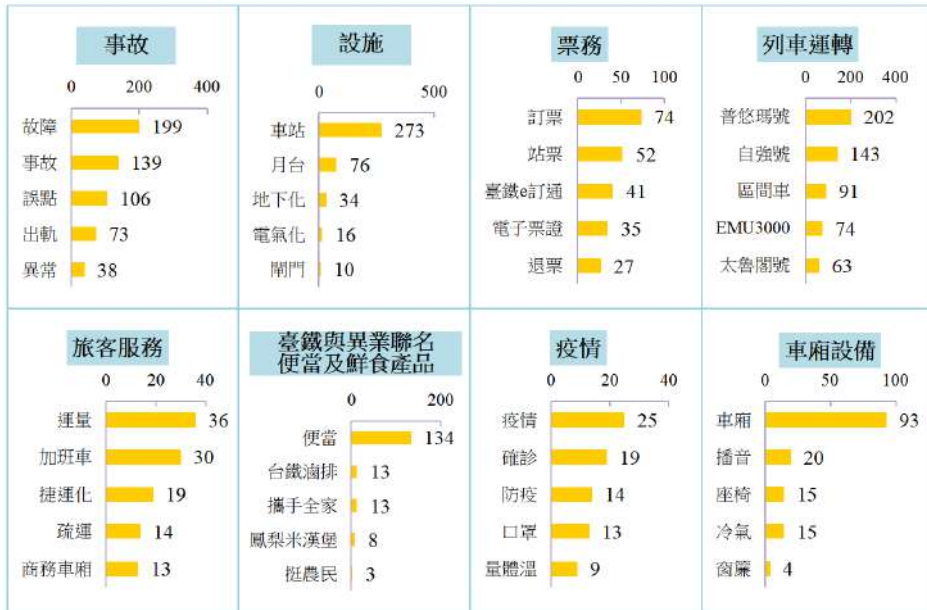 事故
0 200 400
故障 199
事故 139
誤點 106
出軌 73
異常 38
設施
0 500
車站 273
月台 76
地下化 34
電氣化 16
閘門 10
票務
0 50 100
訂票 74
站票 52
臺鐵e訂通 41
電子票證 35
退票 27
列車運轉
0 200 400
普悠瑪號 202
自強號 143
區間車 91
EMU3000 74
太魯閣號 63
旅客服務
0 20 40
運量 36
加班車 30
捷運化 19
疏運 14
商務車廂 13
臺鐵與異業聯名
便當及鮮食產品
0 200
便當 134
台鐵滷排 13
攜手全家 13
鳳梨米漢堡 8
挺農民 3
疫情
0 20 40
疫情 25
確診 19
防疫 14
口罩 13
量體溫 9
車廂設備
0 50 100
車廂 93
播音 20
座椅 15
冷氣 15
窗簾 4